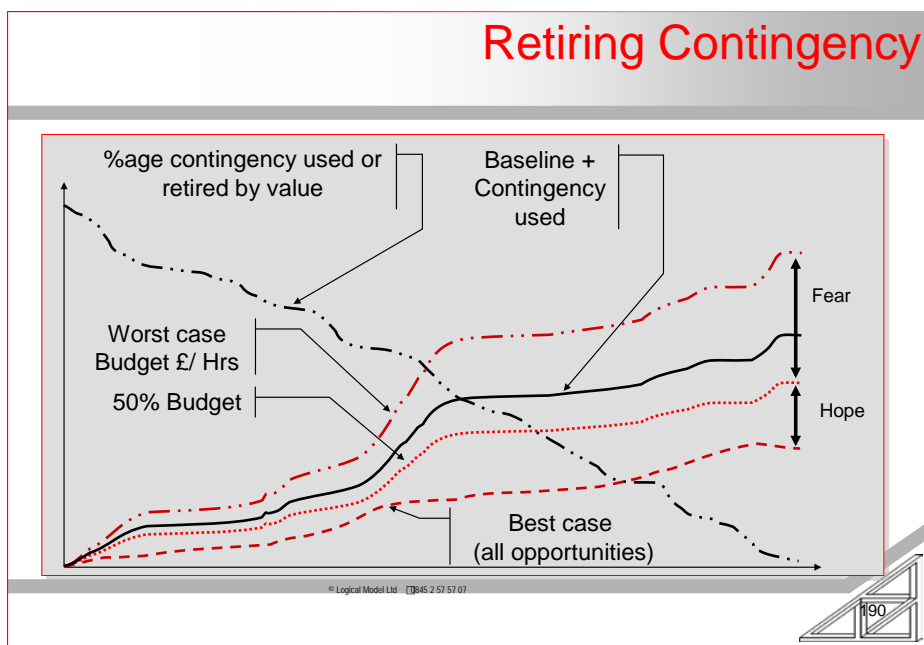 Retiring Contingency
%age contingency used or
retired by value
Baseline +
Contingency
used
Fear
Worst case
Budget £/ Hrs
50% Budget
Hope
Best case
(all opportunities)
© Logical Model Ltd 0845 2 57 57 07
190